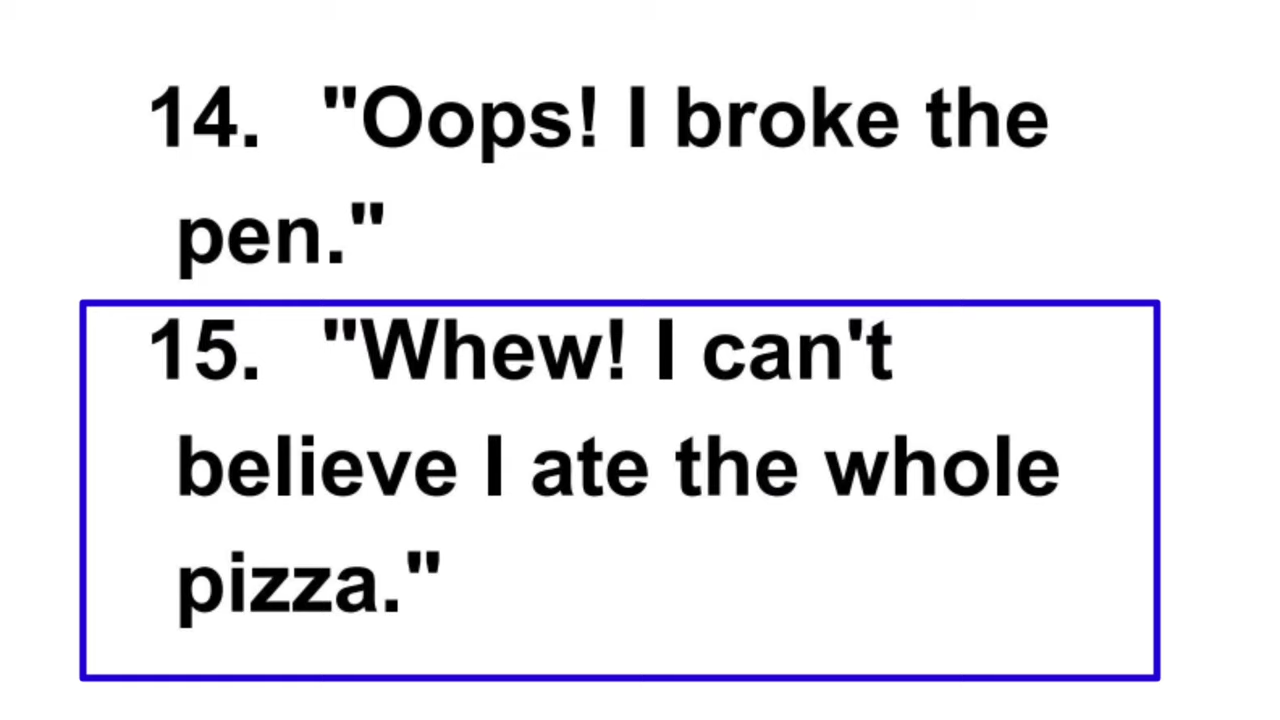 14. "Oops! I broke the
pen."
15. "Whew! I can't
believe I ate the whole
pizza."